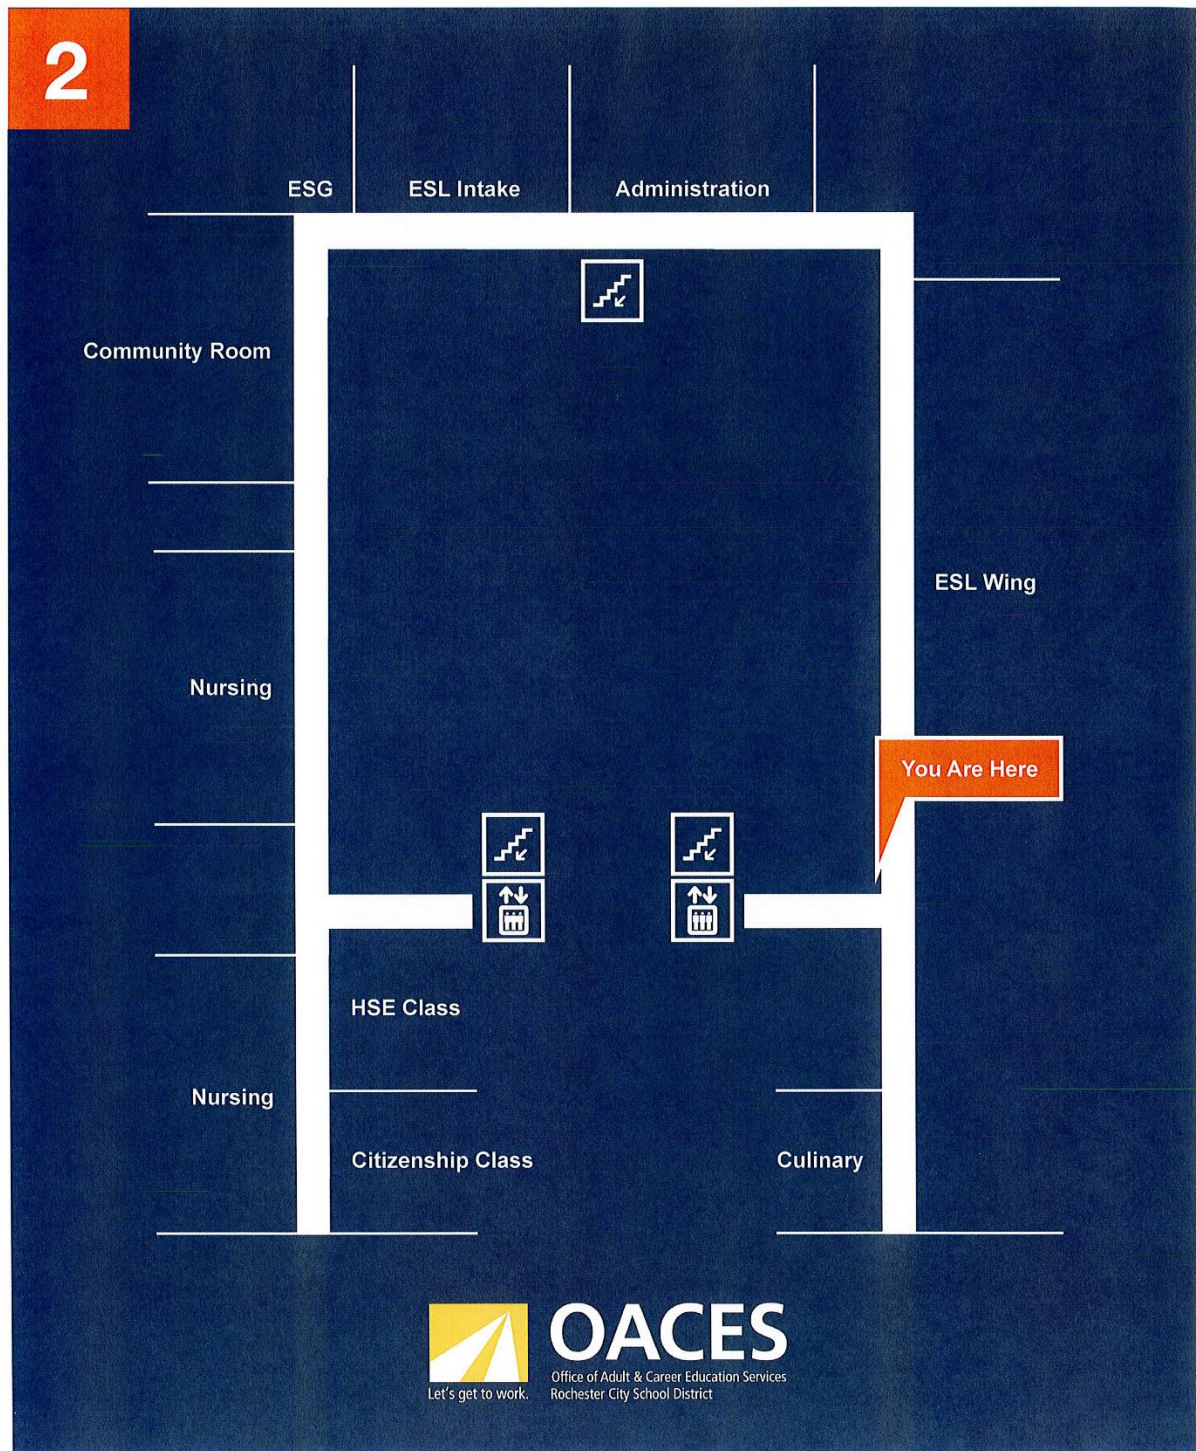 2
ESG
ESL Intake
Administration
Community Room
ESL Wing
Nursing
You Are Here
HSE Class
Nursing
Citizenship Class
Culinary
OACES
Office of Adult & Career Education Services
Let's get to work.
Rochester City School District